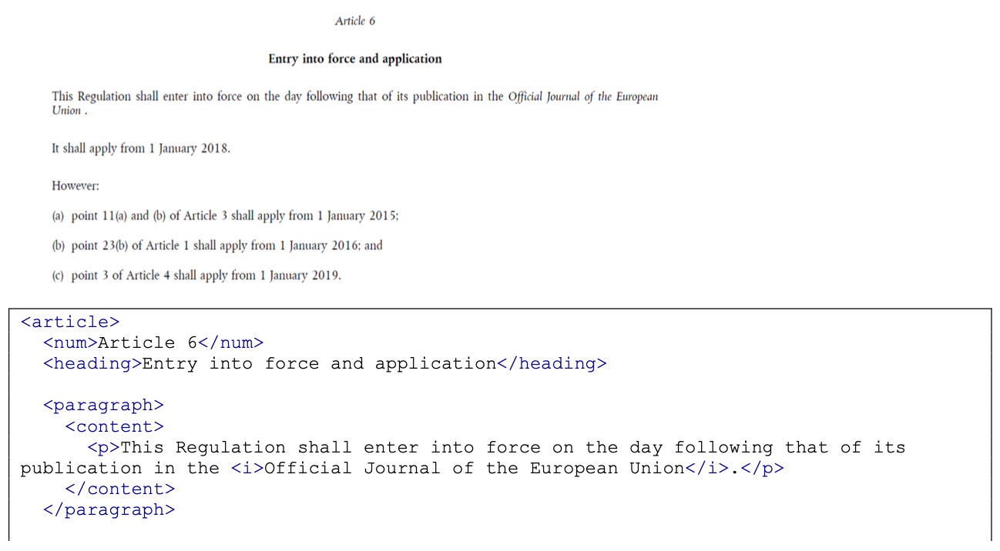 Article 6
Entry into force and application
This Regulation shall enter into force on the day following that of its publication in the Official Journal of the European
Union .
It shall apply from 1 January 2018.
However:
(a) point 11(a) and (b) of Article 3 shall apply from 1 January 2015;
(b) point 23(b) of Article 1 shall apply from 1 January 2016; and
(c) point 3 of Article 4 shall apply from 1 January 2019.
<article>
  <num>Article 6</num>
  <heading>Entry into force and application</heading>
  <paragraph>
    <content>
      <p>This Regulation shall enter into force on the day following that of its
publication in the <i>Official Journal of the European Union</i>.</p>
    </content>
  </paragraph>